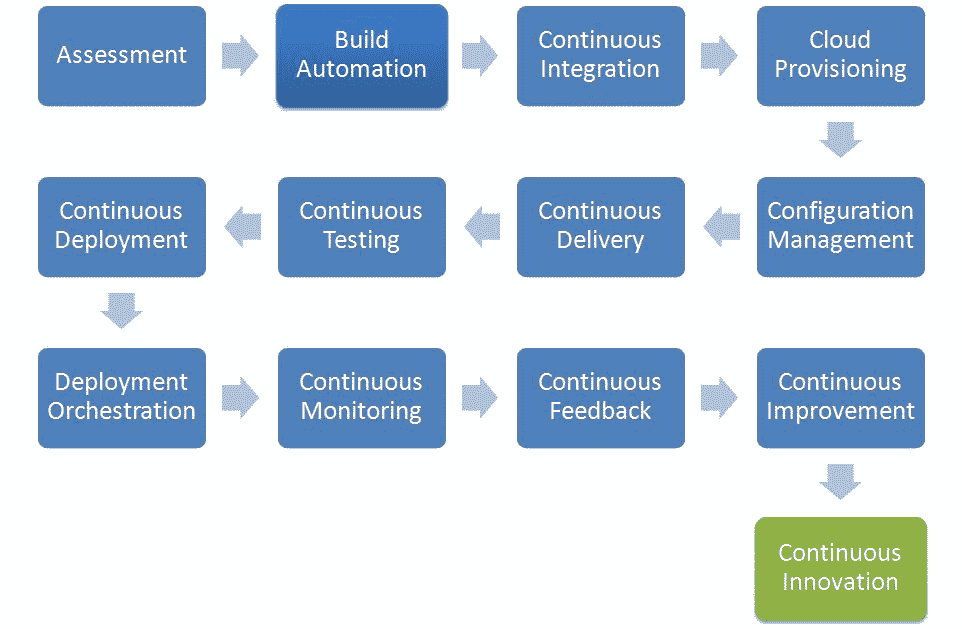 Assessment
Build
Automation
Continuous
Integration
Cloud
Provisioning
Configuration
Management
Continuous
Delivery
Continuous
Testing
Continuous
Deployment
Deployment
Orchestration
Continuous
Monitoring
Continuous
Feedback
Continuous
Improvement
Continuous
Innovation